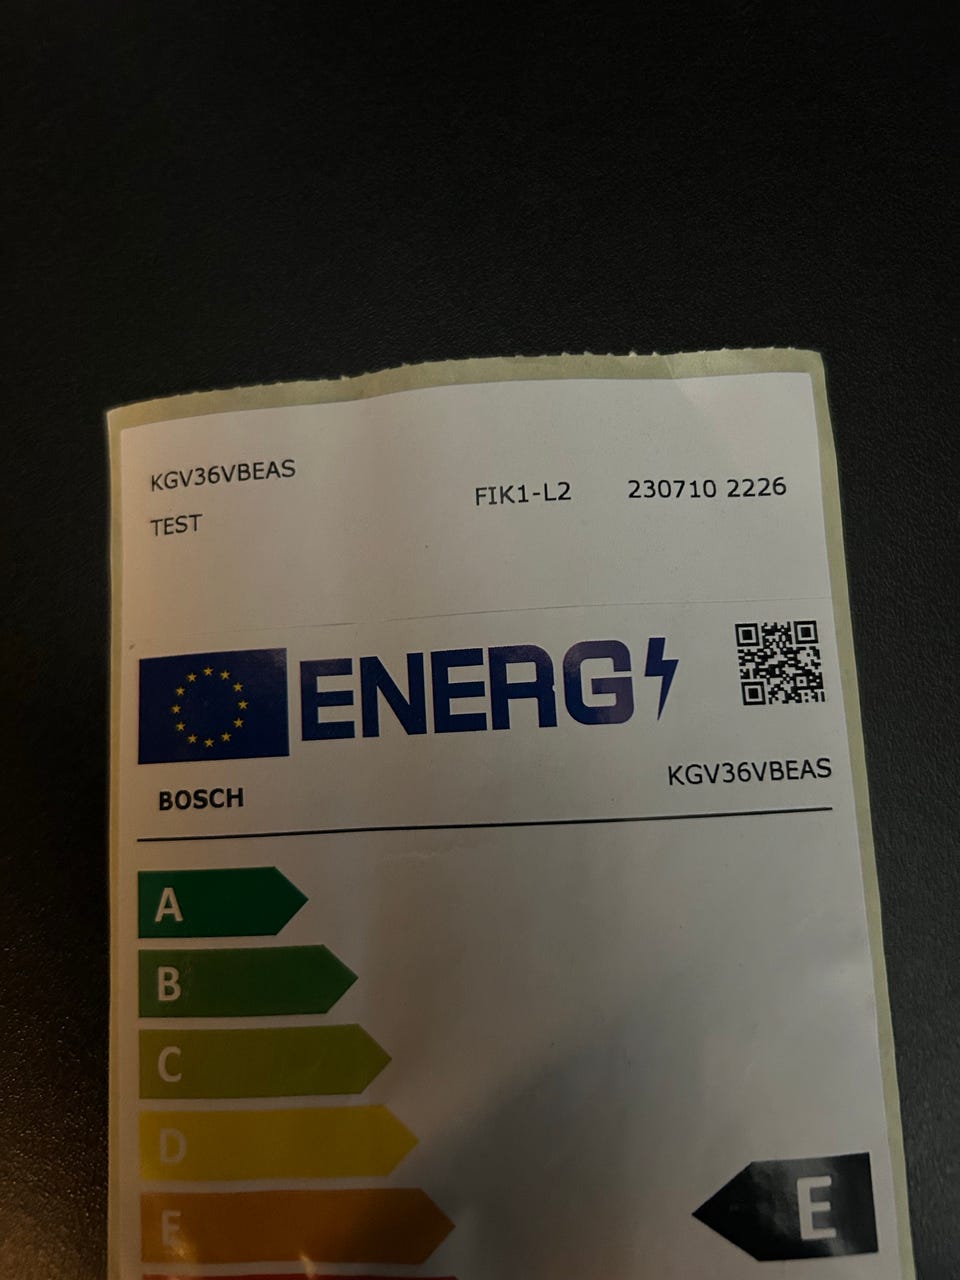 KGV36VBEAS
TEST
FIK1-L2 230710 2226
ENERG
BOSCH
KGV36VBEAS
A
B
C
D
E
E